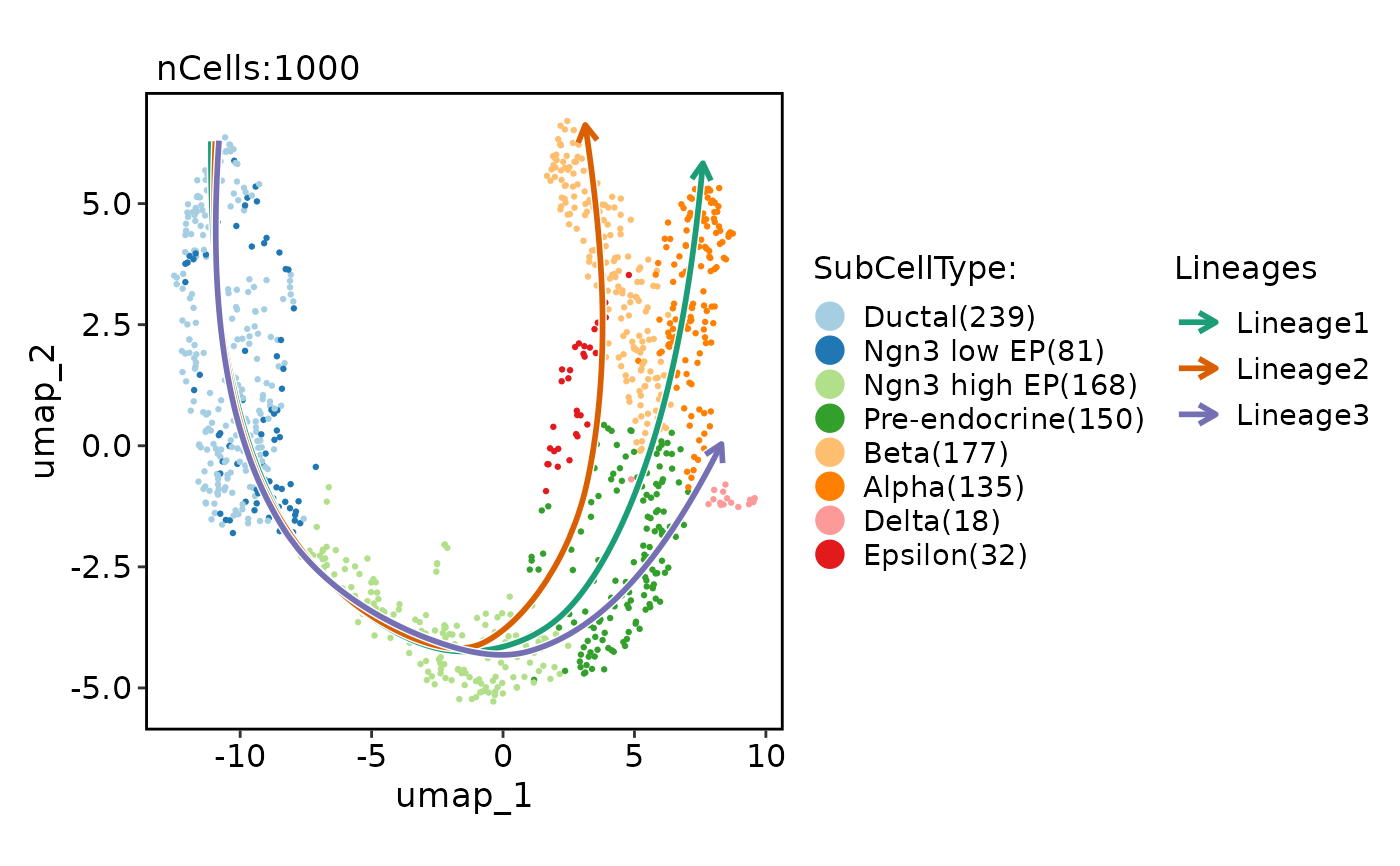 nCells:1000
5.0
2.5
0.0
-2.5
-5.0
umap_2
-10
-5
0
5
10
umap_1
SubCellType:
Ductal(239)
Ngn3 low EP(81)
Ngn3 high EP(168)
Pre-endocrine(150)
Beta(177)
Alpha(135)
Delta(18)
Epsilon(32)
Lineages
Lineage1
Lineage2
Lineage3